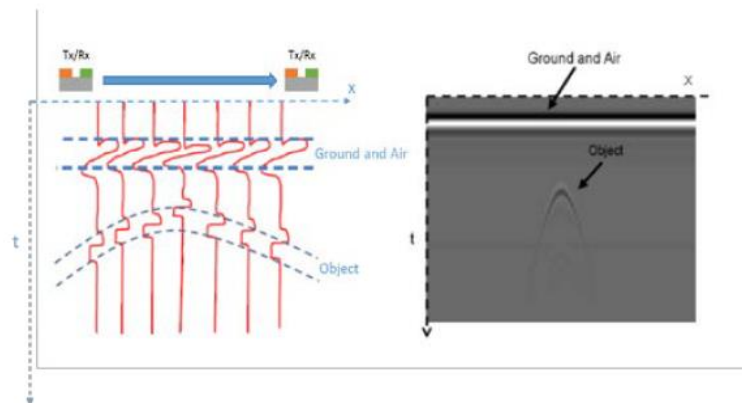 Tx/Rx
Tx/Rx
X
Ground and Air
Object
t
Ground and Air
X
Object
t